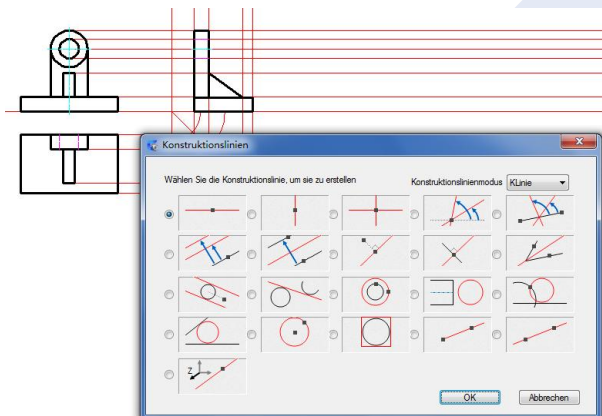 Konstruktionslinien
Wählen Sie die Konstruktionslinie, um sie zu erstellen
Konstruktionslinienmodus KLinie
Z
OK Abbrechen